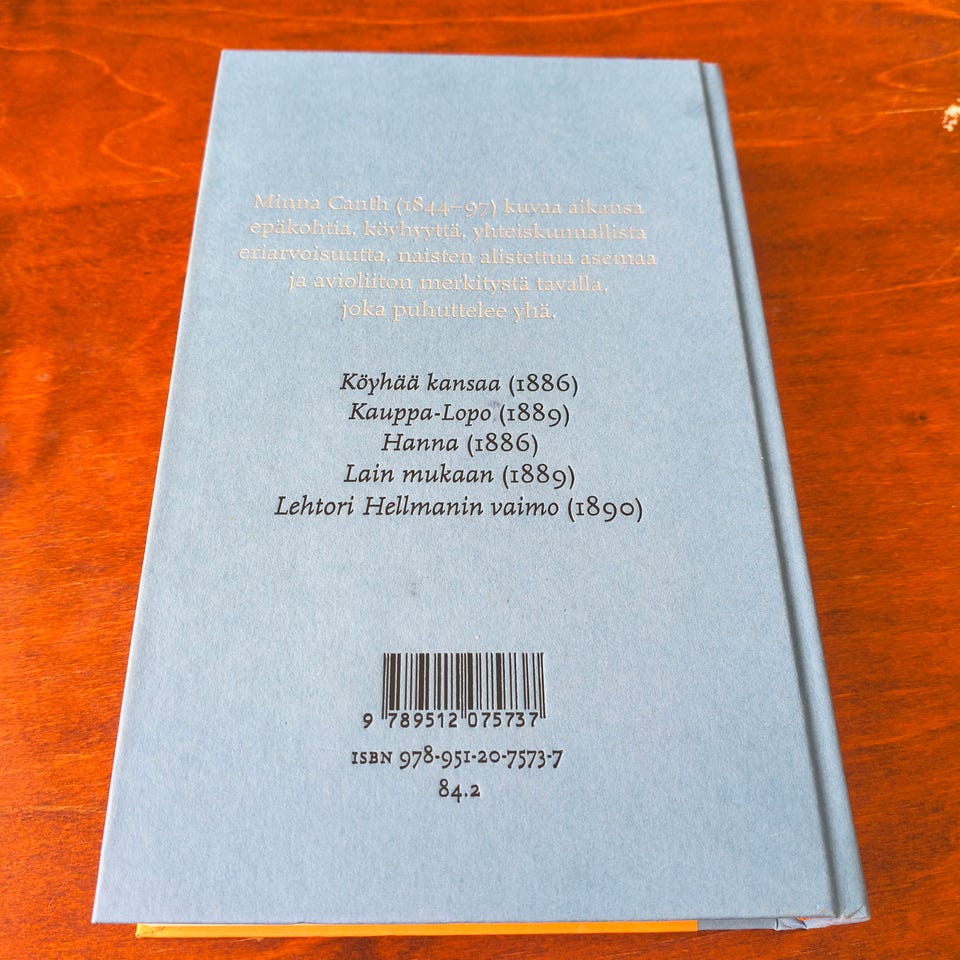 Minna Canth (1844–97) kuvaa aikansa
epäkohtia, köyhyyttä, yhteiskunnallista
eriarvoisuutta, naisten alistettua asemaa
ja avioliiton merkitystä tavalla,
joka puhuttelee yhä.
Köyhää kansaa (1886)
Kauppa-Lopo (1889)
Hanna (1886)
Lain mukaan (1889)
Lehtori Hellmanin vaimo (1890)
9 789512 075737
ISBN 978-951-20-7573-7
84.2